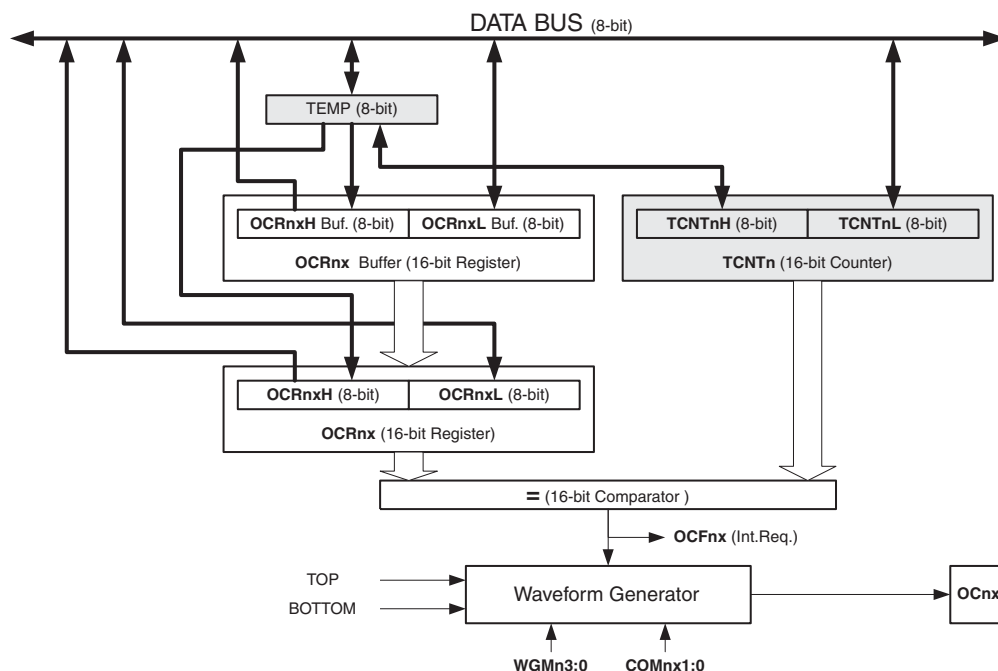 DATA BUS (8-bit)
TEMP (8-bit)
OCRnxH Buf. (8-bit) OCRnxL Buf. (8-bit)
OCRnx Buffer (16-bit Register)
TCNTnH (8-bit) TCNTnL (8-bit)
TCNTn (16-bit Counter)
OCRnxH (8-bit) OCRnxL (8-bit)
OCRnx (16-bit Register)
= (16-bit Comparator )
OCFnx (Int.Req.)
TOP
BOTTOM
Waveform Generator
OCnx
WGMn3:0 COMnx1:0